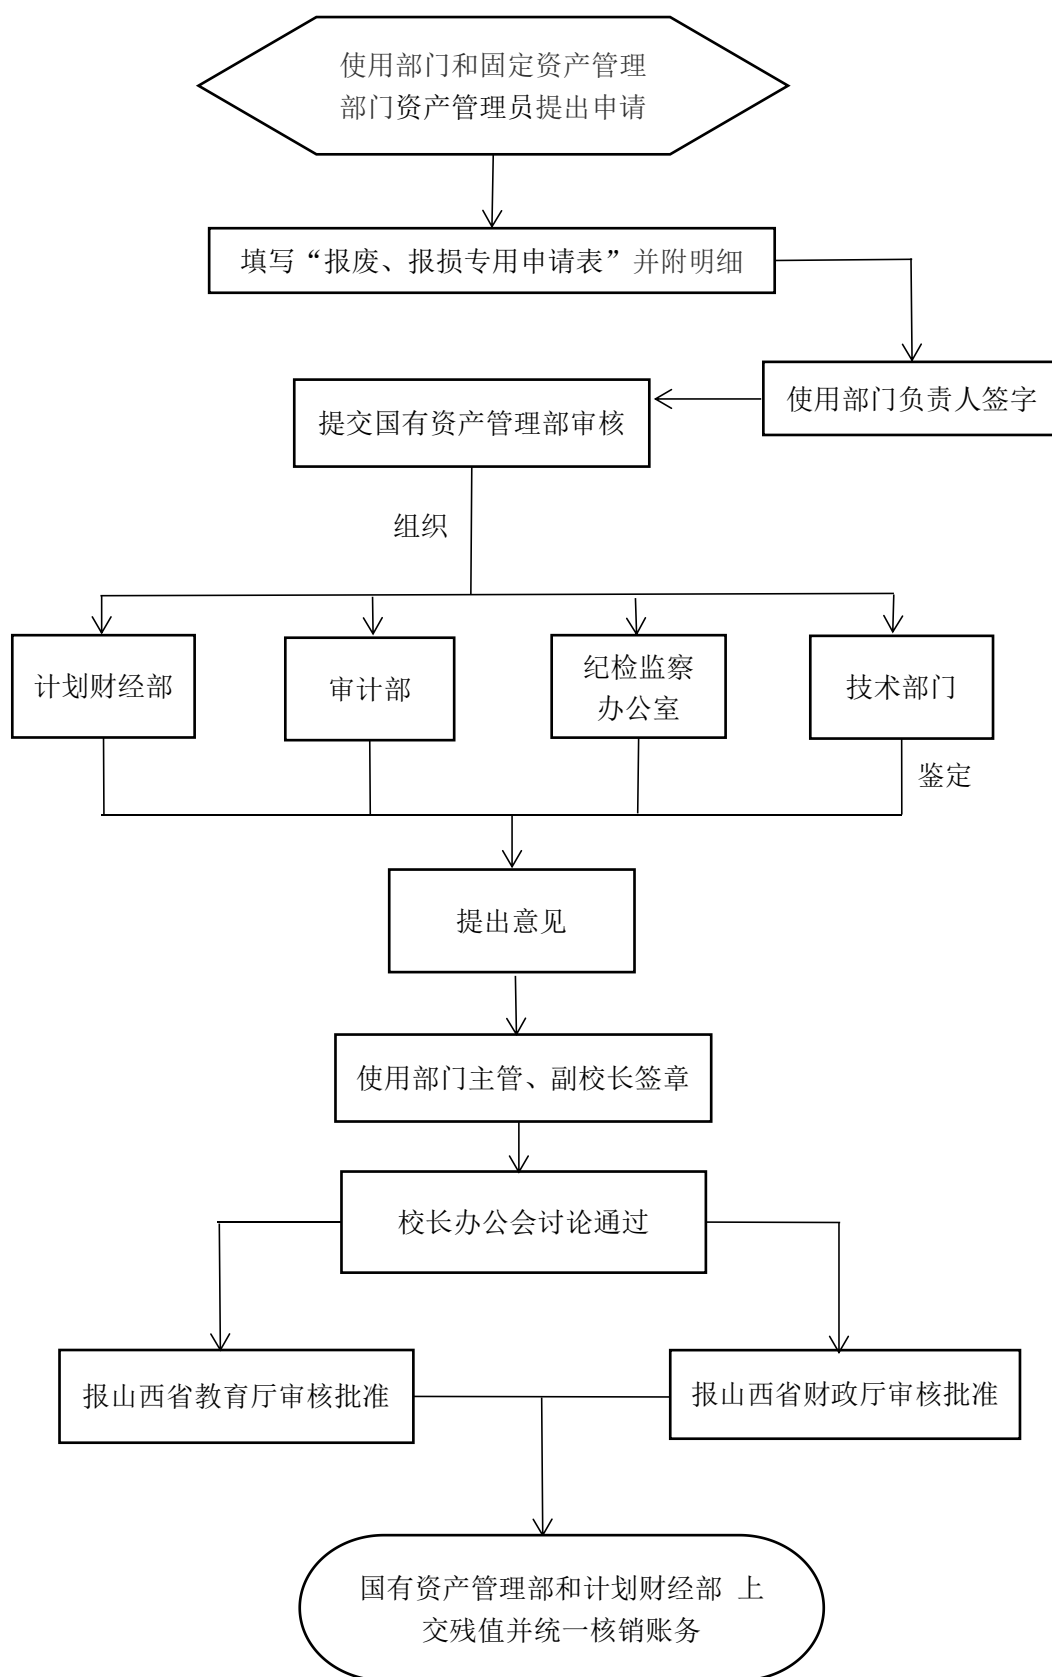 使用部门和固定资产管理
部门资产管理员提出申请
填写“报废、报损专用申请表”并附明细
使用部门负责人签字
提交国有资产管理部审核
组织
计划财经部
审计部
纪检监察
办公室
技术部门
鉴定
提出意见
使用部门主管、副校长签章
校长办公会讨论通过
报山西省教育厅审核批准
报山西省财政厅审核批准
国有资产管理部和计划财经部 上
交残值并统一核销账务